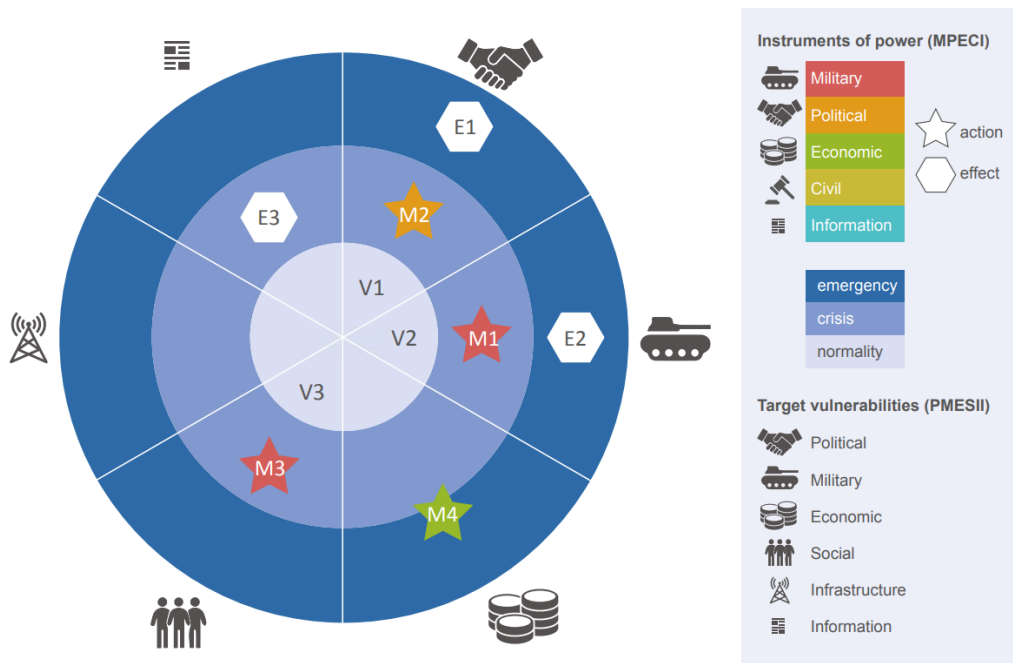 E1
E3
M2
V1
V2
M1
E2
V3
M3
M4
Instruments of power (MPECI)
Military
Political
Economic
Civil
Information
action
effect
emergency
crisis
normality
Target vulnerabilities (PMESII)
Political
Military
Economic
Social
Infrastructure
Information